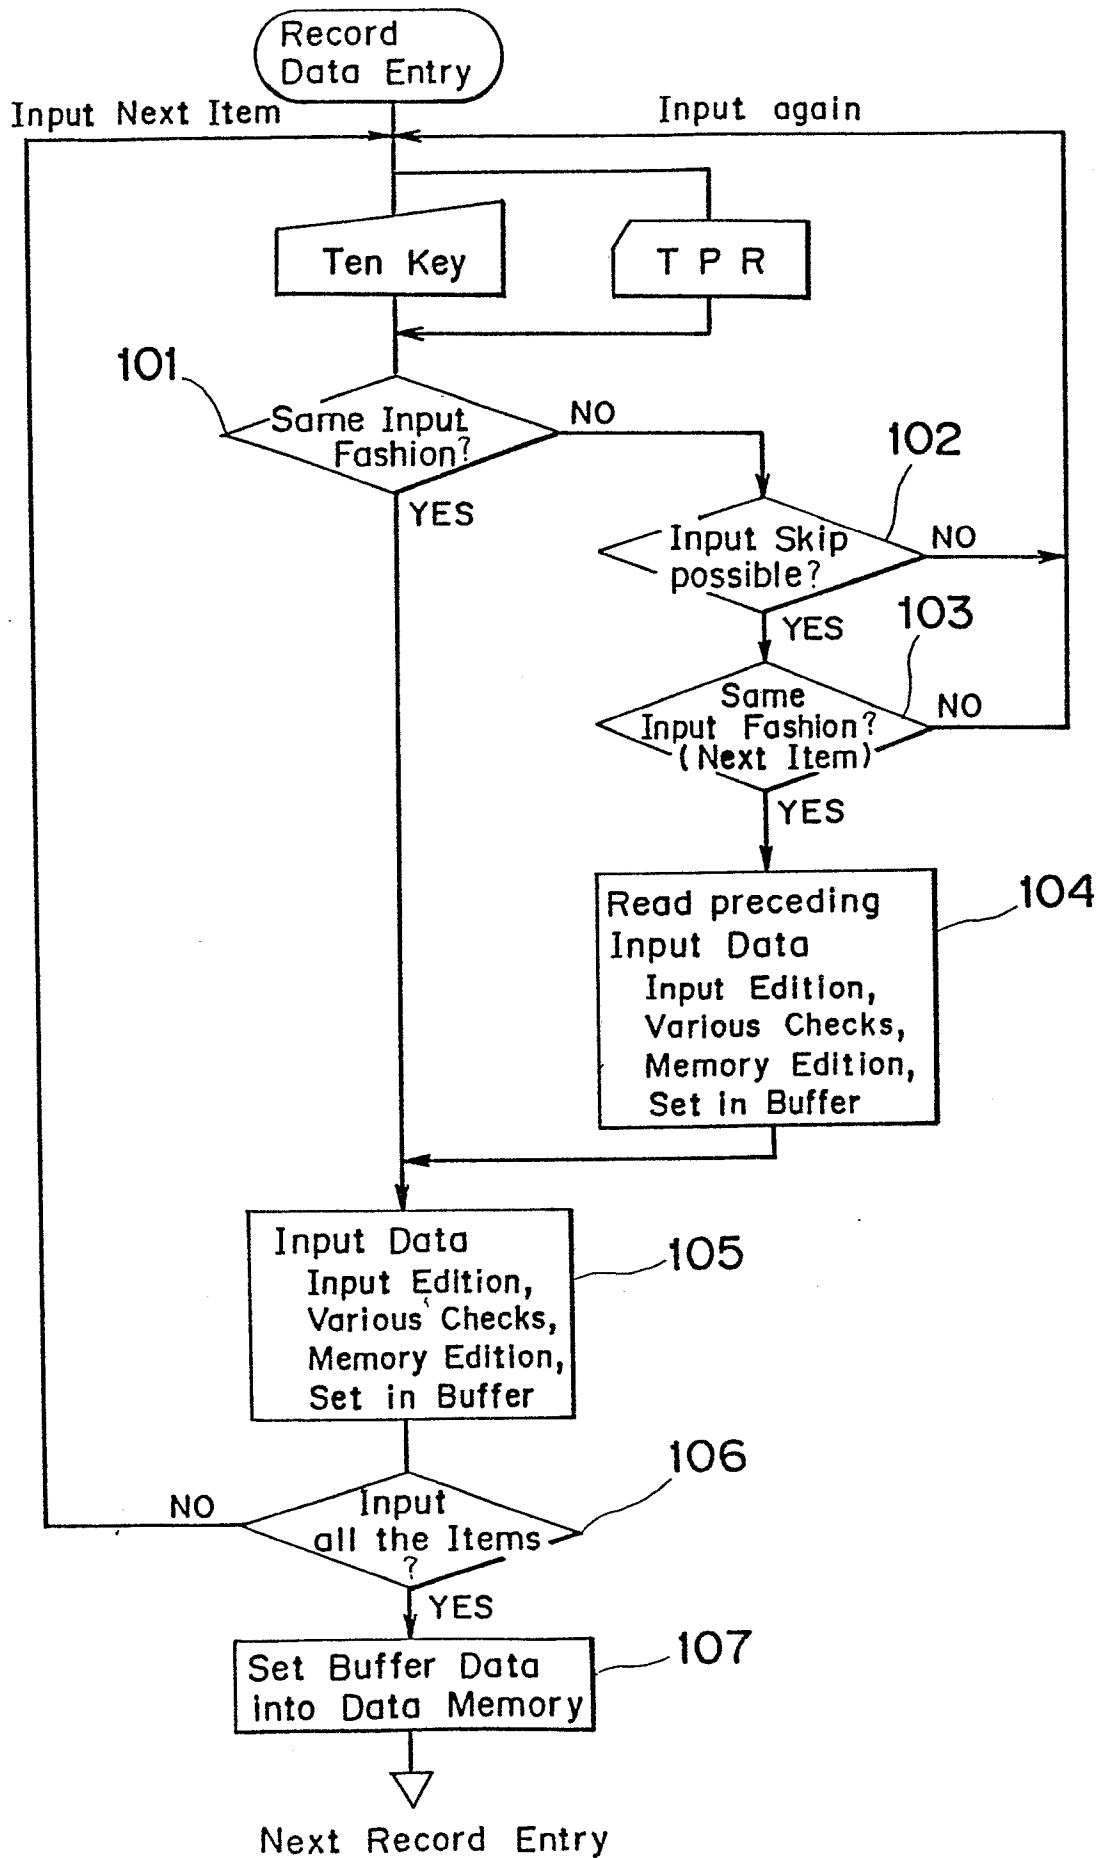 Record
Data Entry
Input Next Item
Input again
Ten Key
T P R
101
Same Input
Fashion?
NO
YES
102
Input Skip
possible?
NO
YES
103
Same
Input Fashion?
(Next Item)
NO
YES
104
Read preceding
Input Data
Input Edition,
Various Checks,
Memory Edition,
Set in Buffer
105
Input Data
Input Edition,
Various Checks,
Memory Edition,
Set in Buffer
106
Input
all the Items
?
NO
YES
107
Set Buffer Data
into Data Memory
Next Record Entry